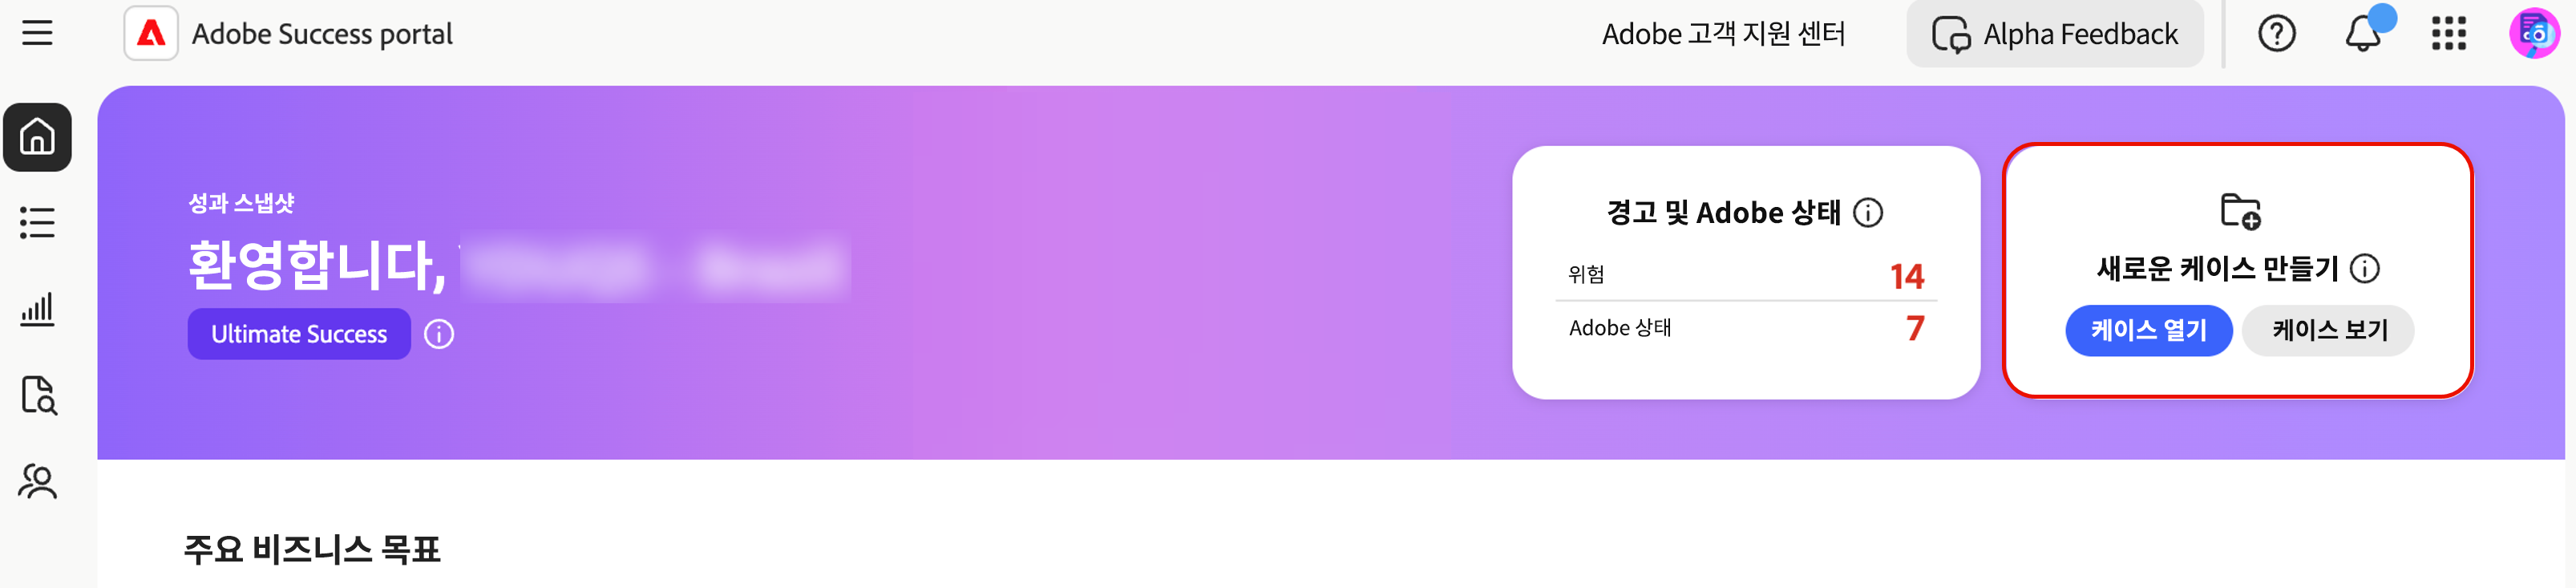 Adobe Success portal
Adobe 고객 지원 센터
Alpha Feedback
성과 스냅샷
환영합니다,
Ultimate Success
경고 및 Adobe 상태
위험 14
Adobe 상태 7
새로운 케이스 만들기
케이스 열기
케이스 보기
주요 비즈니스 목표